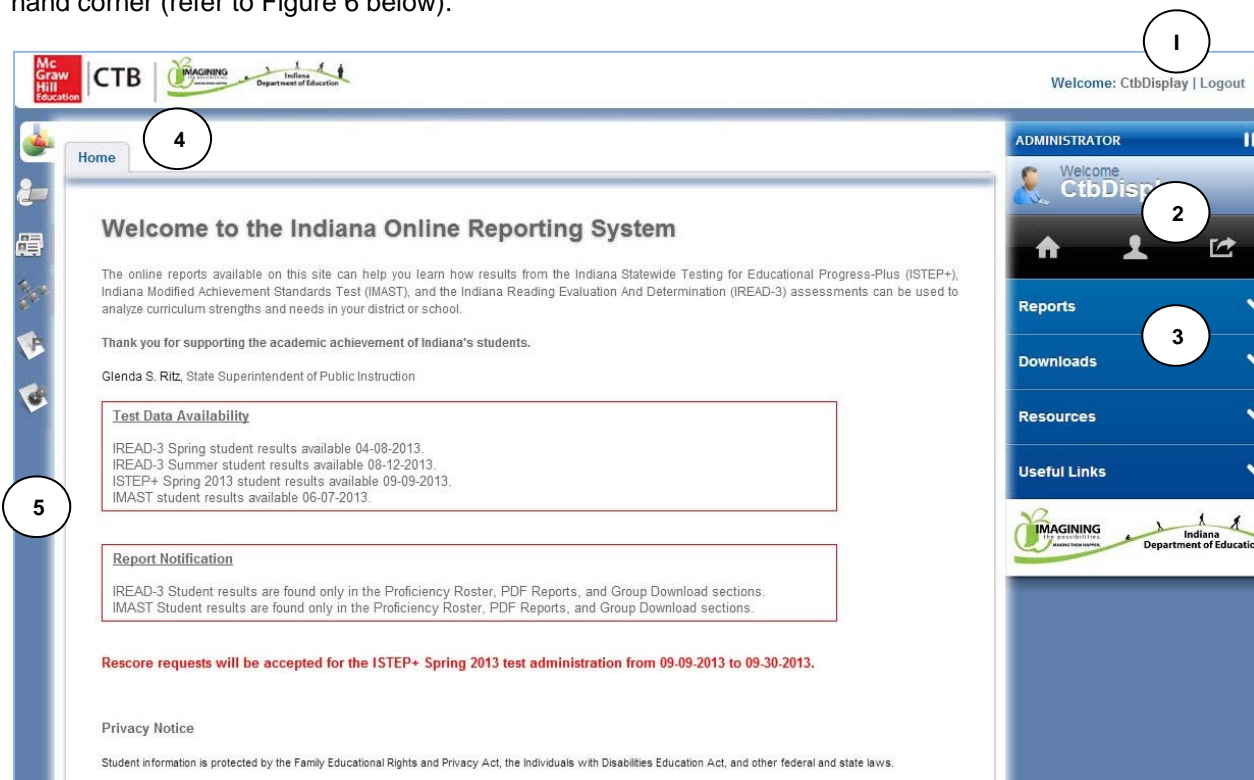 hand corner (refer to Figure 6 below).
I
Mc
Graw
Hill
Education
CTB
IMAGINING
the possibilities.
MAKING THEM HAPPEN.
Indiana
Department of Education
Welcome: CtbDisplay | Logout
4
Home
ADMINISTRATOR
Welcome
CtbDisp
2
Welcome to the Indiana Online Reporting System
The online reports available on this site can help you learn how results from the Indiana Statewide Testing for Educational Progress-Plus (ISTEP+),
Indiana Modified Achievement Standards Test (IMAST), and the Indiana Reading Evaluation And Determination (IREAD-3) assessments can be used to
analyze curriculum strengths and needs in your district or school.
Thank you for supporting the academic achievement of Indiana's students.
Glenda S. Ritz, State Superintendent of Public Instruction
Test Data Availability
IREAD-3 Spring student results available 04-08-2013.
IREAD-3 Summer student results available 08-12-2013.
ISTEP+ Spring 2013 student results available 09-09-2013.
IMAST student results available 06-07-2013.
Report Notification
IREAD-3 Student results are found only in the Proficiency Roster, PDF Reports, and Group Download sections.
IMAST Student results are found only in the Proficiency Roster, PDF Reports, and Group Download sections.
Rescore requests will be accepted for the ISTEP+ Spring 2013 test administration from 09-09-2013 to 09-30-2013.
Privacy Notice
Student information is protected by the Family Educational Rights and Privacy Act, the Individuals with Disabilities Education Act, and other federal and state laws.
5
Reports
3
Downloads
Resources
Useful Links
IMAGINING
the possibilities.
MAKING THEM HAPPEN.
Indiana
Department of Educatio